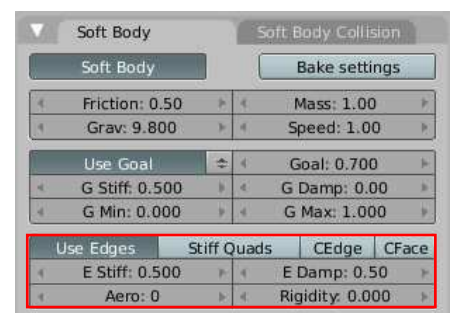 Soft Body Soft Body Collision
Soft Body Bake settings
Friction: 0.50 Mass: 1.00
Grav: 9.800 Speed: 1.00
Use Goal Goal: 0.700
G Stiff: 0.500 G Damp: 0.00
G Min: 0.000 G Max: 1.000
Use Edges Stiff Quads CEdge CFace
E Stiff: 0.500 E Damp: 0.50
Aero: 0 Rigidity: 0.000